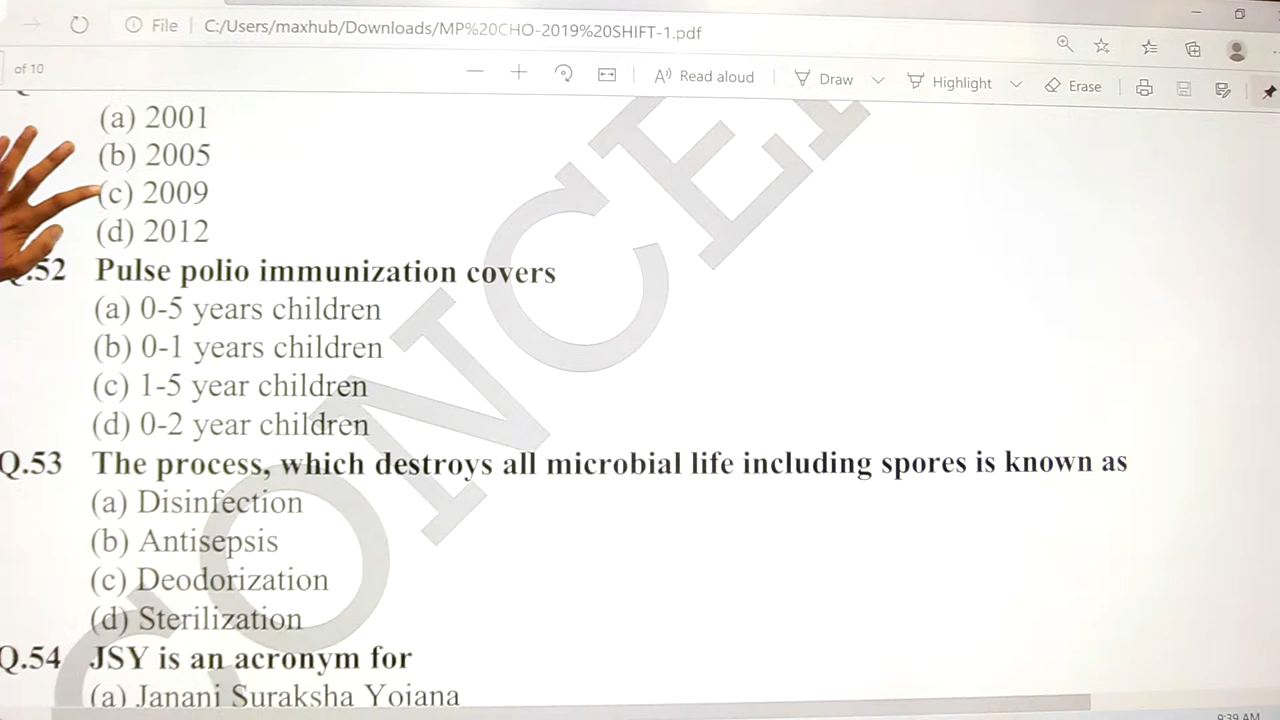 File C:/Users/maxhub/Downloads/MP%20CHO-2019%20SHIFT-1.pdf
of 10 Read aloud Draw Highlight Erase
(a) 2001
(b) 2005
(c) 2009
(d) 2012
Q.52 Pulse polio immunization covers
(a) 0-5 years children
(b) 0-1 years children
(c) 1-5 year children
(d) 0-2 year children
Q.53 The process, which destroys all microbial life including spores is known as
(a) Disinfection
(b) Antisepsis
(c) Deodorization
(d) Sterilization
Q.54 JSY is an acronym for
(a) Janani Suraksha Yojana
9:39 AM